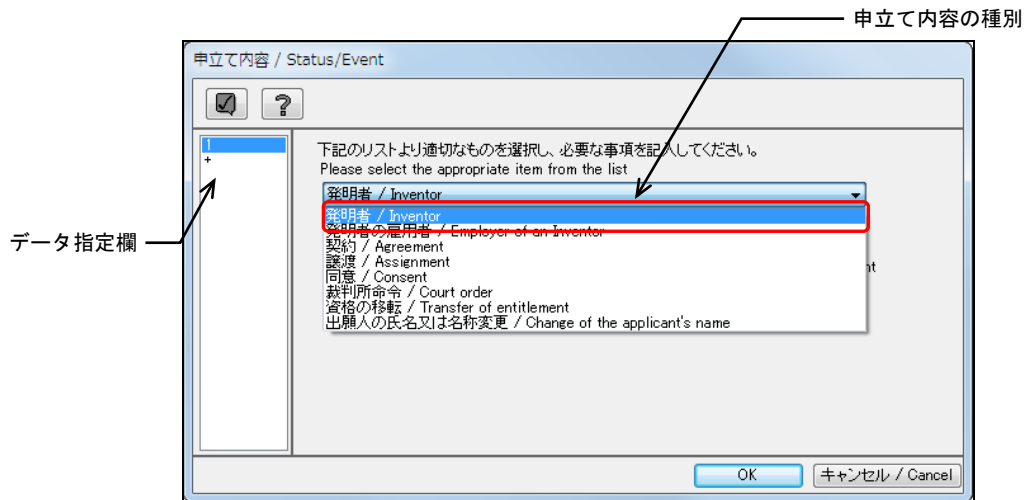 申立て内容の種別
申立て内容 / Status/Event
1
+
下記のリストより適切なものを選択し、必要な事項を記入してください。
Please select the appropriate item from the list
発明者 / Inventor
発明者 / Inventor
発明者の雇用者 / Employer of an Inventor
契約 / Agreement
譲渡 / Assignment
nt
同意 / Consent
裁判所命令 / Court order
資格の移転 / Transfer of entitlement
出願人の氏名又は名称変更 / Change of the applicant's name
データ指定欄
OK
キャンセル / Cancel